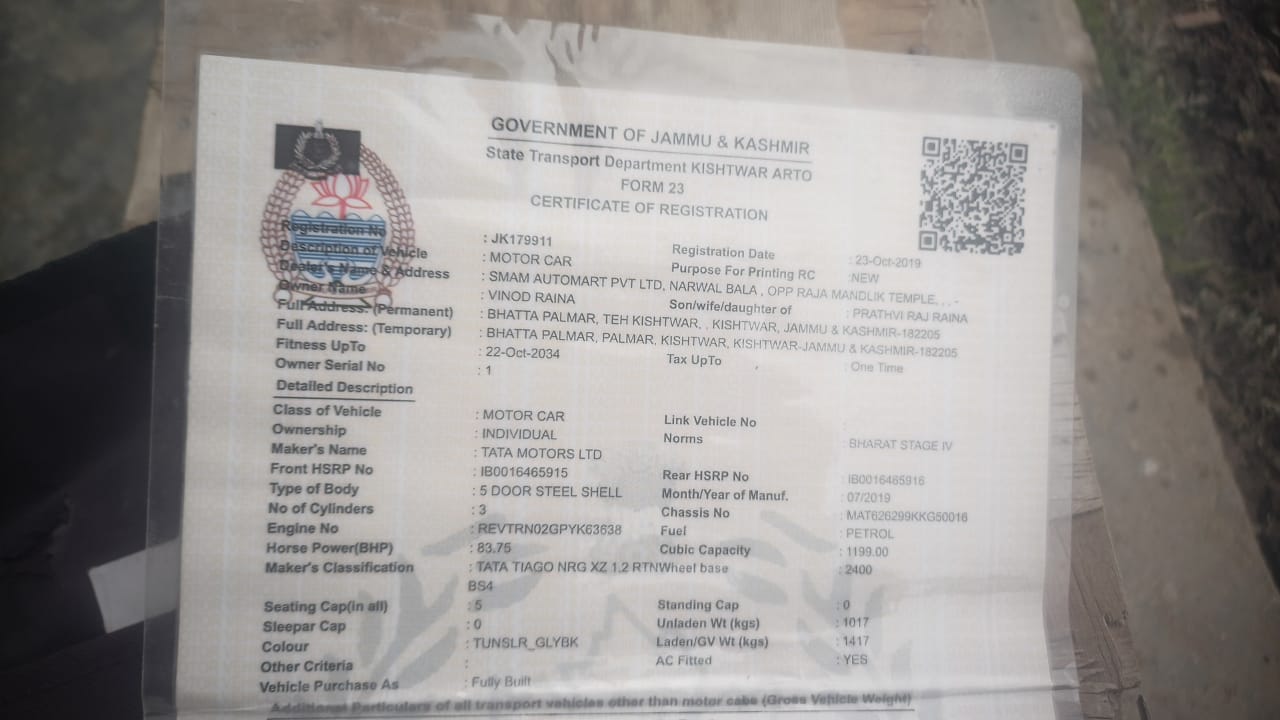 GOVERNMENT OF JAMMU & KASHMIR
State Transport Department KISHTWAR ARTO
FORM 23
CERTIFICATE OF REGISTRATION
Registration No : JK179911
Description of Vehicle : MOTOR CAR Registration Date : 23-Oct-2019
Dealer's Name & Address : SMAM AUTOMART PVT LTD, NARWAL BALA , OPP RAJA MANDLIK TEMPLE, , , - Purpose For Printing RC :NEW
Owner Name : VINOD RAINA Son/wife/daughter of : PRATHVI RAJ RAINA
Full Address: (Permanent) : BHATTA PALMAR, TEH KISHTWAR, , KISHTWAR, JAMMU & KASHMIR-182205
Full Address: (Temporary) : BHATTA PALMAR, PALMAR, KISHTWAR, KISHTWAR-JAMMU & KASHMIR-182205
Fitness UpTo : 22-Oct-2034 Tax UpTo : One Time
Owner Serial No : 1
Detailed Description
Class of Vehicle : MOTOR CAR Link Vehicle No :
Ownership : INDIVIDUAL Norms : BHARAT STAGE IV
Maker's Name : TATA MOTORS LTD
Front HSRP No : IB0016465915 Rear HSRP No : IB0016465916
Type of Body : 5 DOOR STEEL SHELL Month/Year of Manuf. : 07/2019
No of Cylinders : 3 Chassis No : MAT626299KKG50016
Engine No : REVTRN02GPYK63638 Fuel : PETROL
Horse Power(BHP) : 83.75 Cubic Capacity : 1199.00
Maker's Classification : TATA TIAGO NRG XZ 1.2 RTN Wheel base : 2400
BS4
Seating Cap(in all) : 5 Standing Cap : 0
Sleepar Cap : 0 Unladen Wt (kgs) : 1017
Colour : TUNSLR_GLYBK Laden/GV Wt (kgs) : 1417
Other Criteria : AC Fitted : YES
Vehicle Purchase As : Fully Built
Additional Particulars of all transport vehicles other than motor cabs (Gross Vehicle Weight)